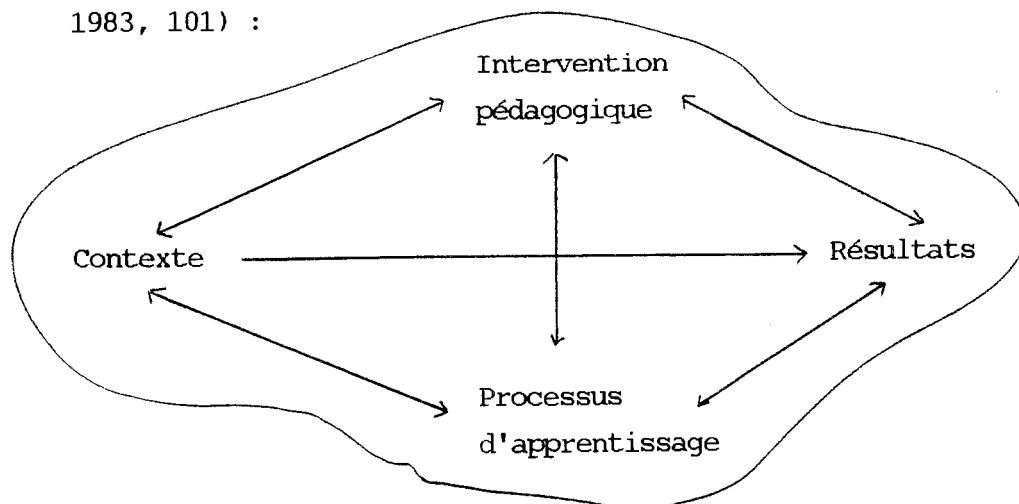 1983, 101) :
Intervention
pédagogique
Contexte
Résultats
Processus
d'apprentissage